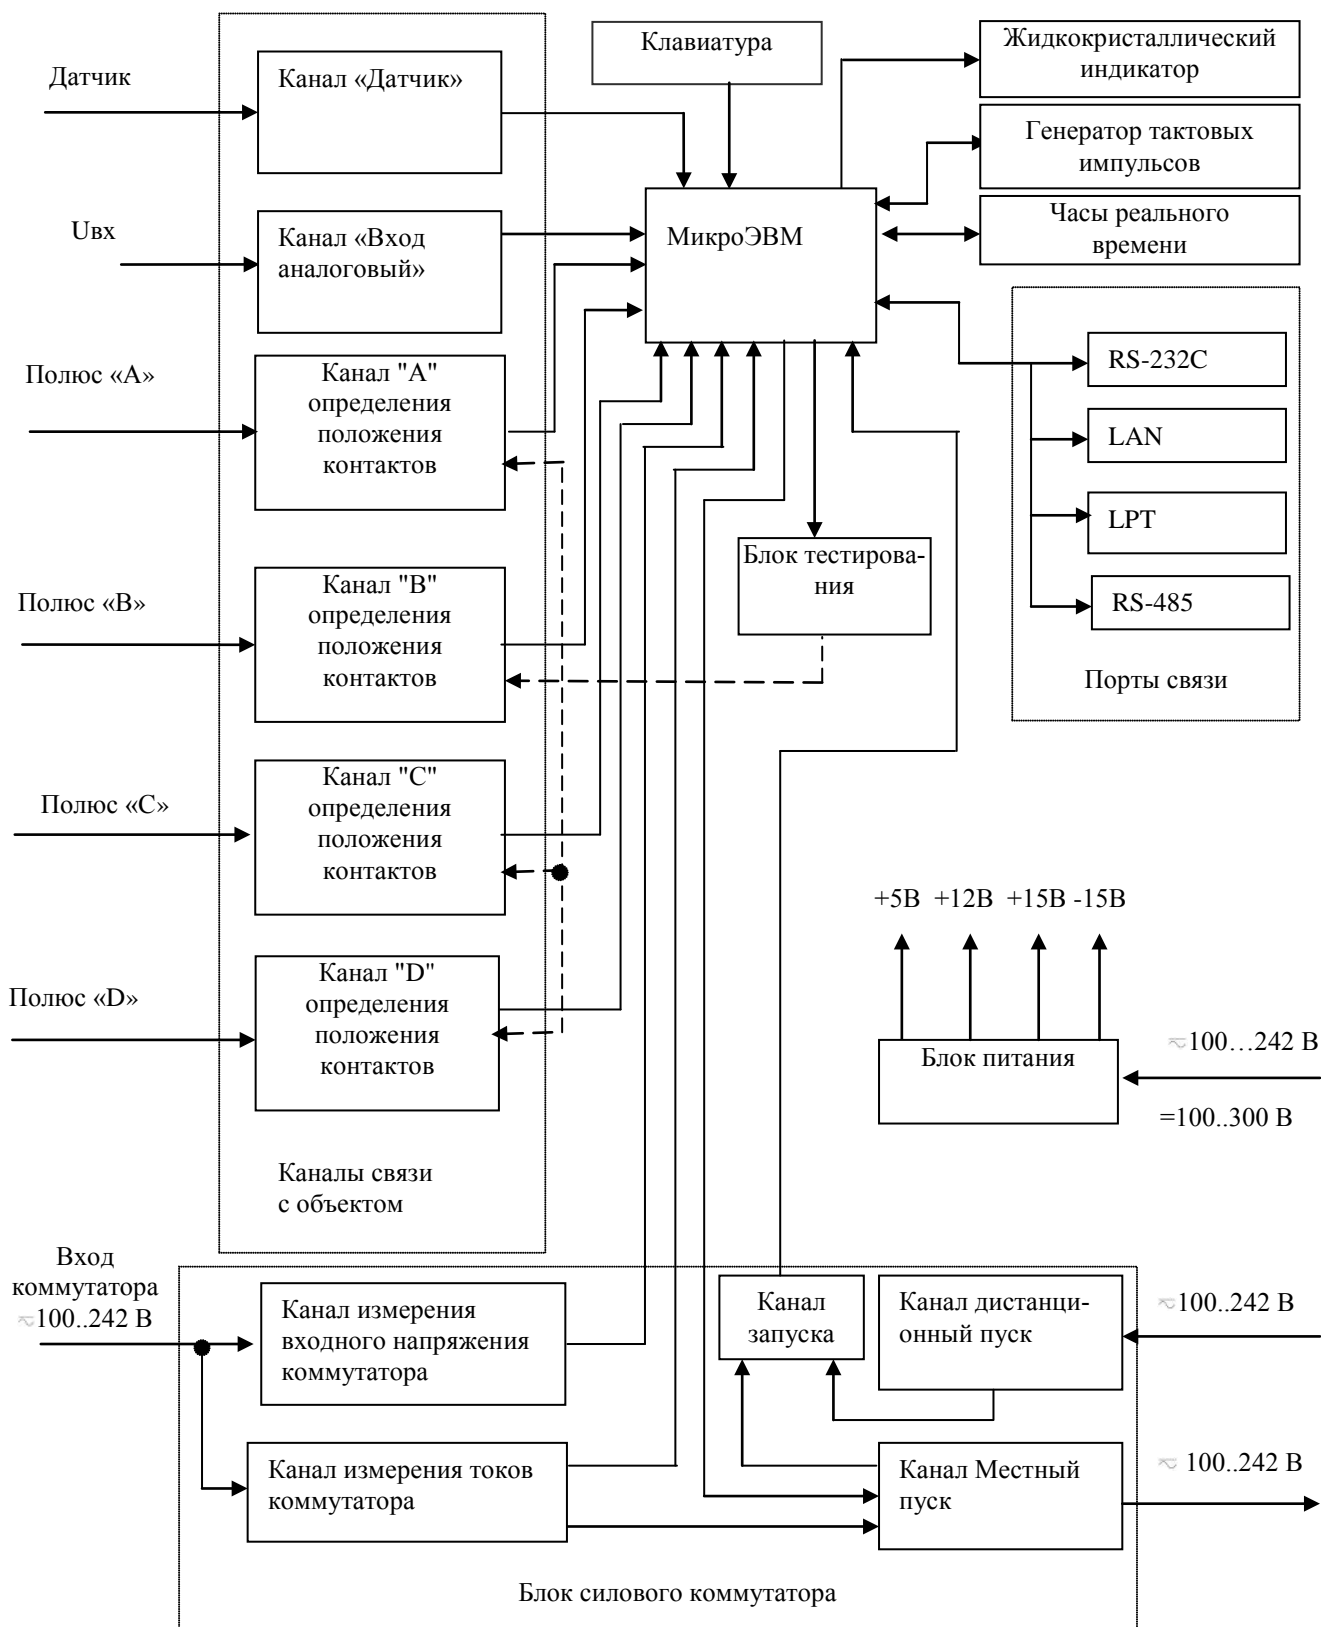 Клавиатура
Жидкокристаллический
индикатор
Датчик
Канал «Датчик»
Генератор тактовых
импульсов
Uвх
Канал «Вход
аналоговый»
МикроЭВМ
Часы реального
времени
Полюс «А»
Канал "А"
определения
положения
контактов
RS-232C
LAN
LPT
RS-485
Порты связи
Блок тестирова-
ния
Полюс «В»
Канал "В"
определения
положения
контактов
Полюс «С»
Канал "С"
определения
положения
контактов
+5В +12В +15В -15В
Полюс «D»
Канал "D"
определения
положения
контактов
Блок питания
≂100…242 В
=100..300 В
Каналы связи
с объектом
Вход
коммутатора
≂100..242 В
Канал измерения
входного напряжения
коммутатора
Канал
запуска
Канал дистанци-
онный пуск
≂100..242 В
Канал измерения токов
коммутатора
Канал Местный
пуск
≂ 100..242 В
Блок силового коммутатора